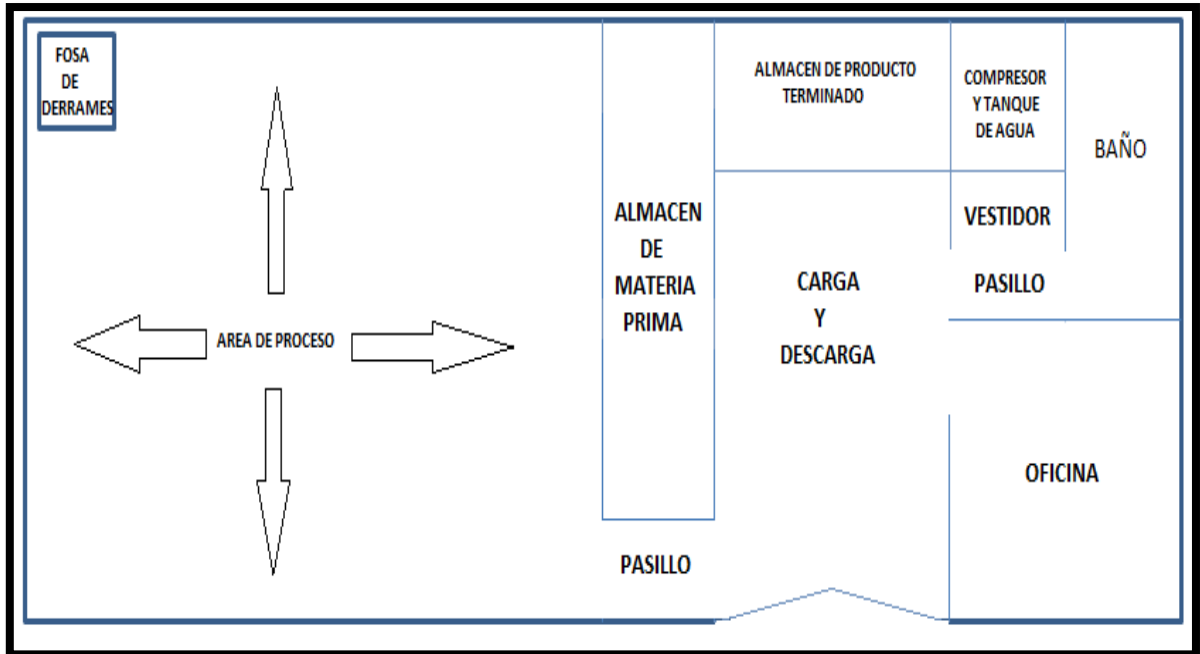 FOSA
DE
DERRAMES
AREA DE PROCESO
ALMACEN
DE
MATERIA
PRIMA
PASILLO
ALMACEN DE PRODUCTO
TERMINADO
CARGA
Y
DESCARGA
COMPRESOR
Y TANQUE
DE AGUA
BAÑO
VESTIDOR
PASILLO
OFICINA